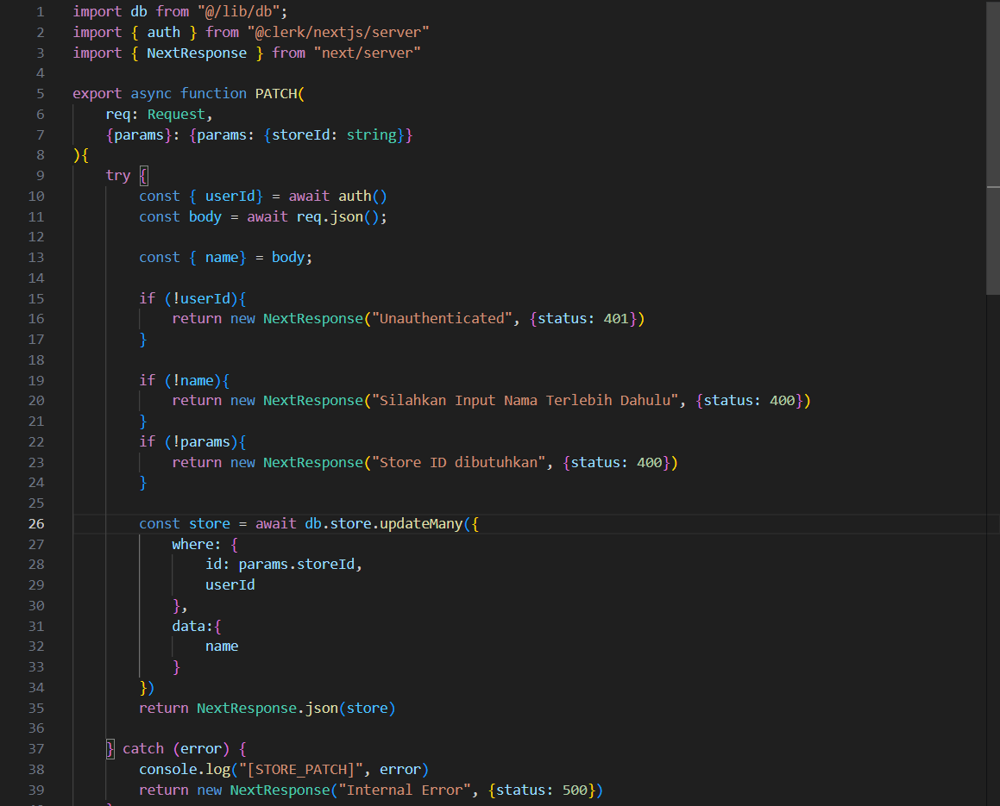 1 import db from "@/lib/db";
2 import { auth } from "@clerk/nextjs/server"
3 import { NextResponse } from "next/server"
4
5 export async function PATCH(
6 req: Request,
7 {params}: {params: {storeId: string}}
8 ){
9 try {
10 const { userId} = await auth()
11 const body = await req.json();
12
13 const { name} = body;
14
15 if (!userId){
16 return new NextResponse("Unauthenticated", {status: 401})
17 }
18
19 if (!name){
20 return new NextResponse("Silahkan Input Nama Terlebih Dahulu", {status: 400})
21 }
22 if (!params){
23 return new NextResponse("Store ID dibutuhkan", {status: 400})
24 }
25
26 const store = await db.store.updateMany({
27 where: {
28 id: params.storeId,
29 userId
30 },
31 data:{
32 name
33 }
34 })
35 return NextResponse.json(store)
36
37 } catch (error) {
38 console.log("[STORE_PATCH]", error)
39 return new NextResponse("Internal Error", {status: 500})